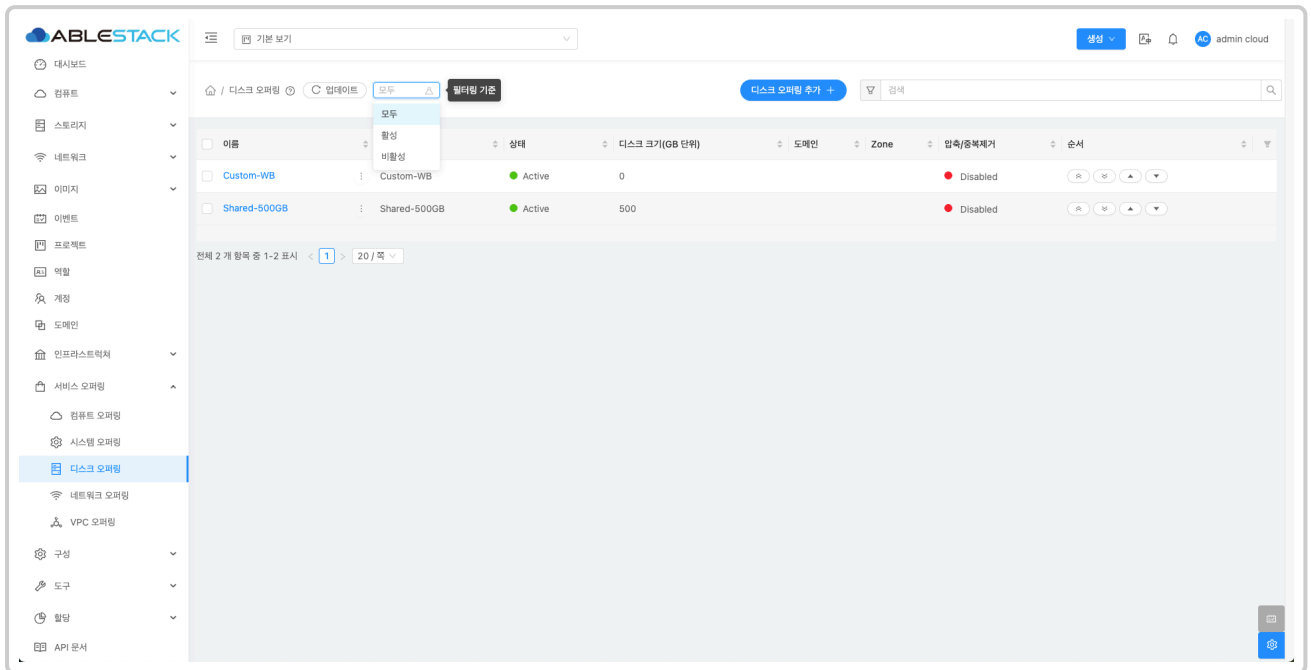 ABLESTACK
기본 보기
생성
AC
admin cloud
대시보드
컴퓨트
스토리지
네트워크
이미지
이벤트
프로젝트
역할
계정
도메인
인프라스트럭쳐
서비스 오퍼링
컴퓨트 오퍼링
시스템 오퍼링
디스크 오퍼링
네트워크 오퍼링
VPC 오퍼링
구성
도구
할당
API 문서
/ 디스크 오퍼링
업데이트
모두
필터링 기준
모두
활성
비활성
디스크 오퍼링 추가 +
검색
이름 상태 디스크 크기(GB 단위) 도메인 Zone 압축/중복제거 순서
Custom-WB Custom-WB Active 0 Disabled
Shared-500GB Shared-500GB Active 500 Disabled
전체 2 개 항목 중 1-2 표시 < 1 > 20 / 쪽